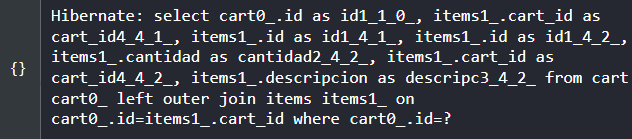 Hibernate: select cart0_.id as id1_1_0_, items1_.cart_id as
cart_id4_4_1_, items1_.id as id1_4_1_, items1_.id as id1_4_2_,
items1_.cantidad as cantidad2_4_2_, items1_.cart_id as
{}
cart_id4_4_2_, items1_.descripcion as descripc3_4_2_ from cart
cart0_ left outer join items items1_ on
cart0_.id=items1_.cart_id where cart0_.id=?